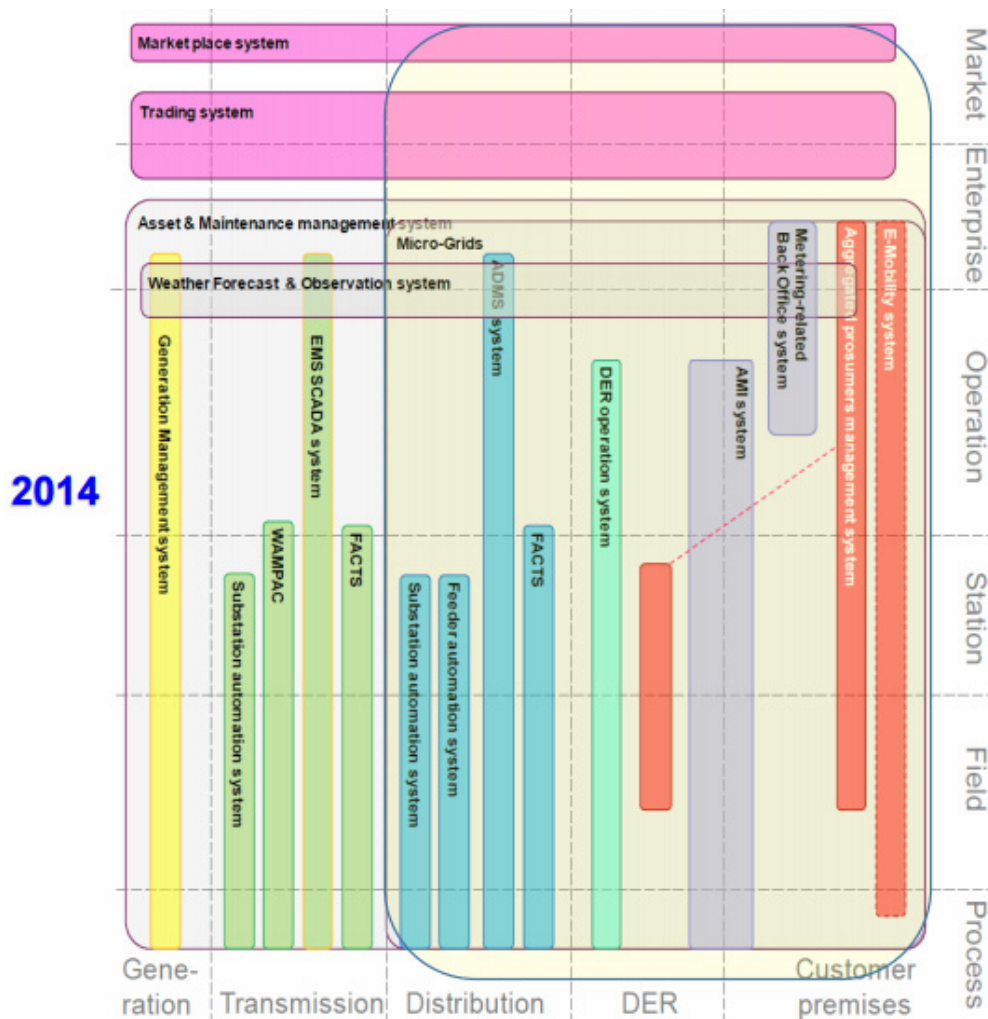 Market place system
Trading system
Asset & Maintenance management system
Micro-Grids
Weather Forecast & Observation system
Generation Management system
Substation automation system
WAMPAC
EMS SCADA system
FACTS
Substation automation system
Feeder automation system
ADMS system
FACTS
DER operation system
AMI system
Metering-related
Back Office system
Aggregated prosumers management system
E-Mobility system
2014
Market
Enterprise
Operation
Station
Field
Process
Gene-
ration
Transmission
Distribution
DER
Customer
premises